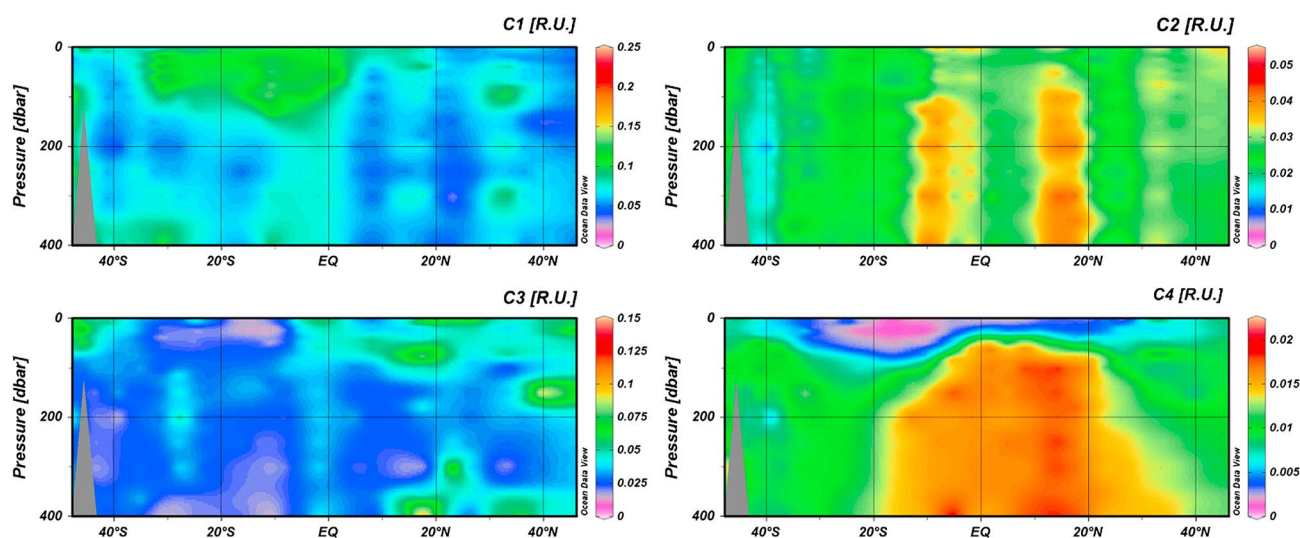 C1 [R.U.]
Pressure [dbar]
0
200
400
40°S
20°S
EQ
20°N
40°N
0.25
0.2
0.15
0.1
0.05
0
Ocean Data View
C2 [R.U.]
Pressure [dbar]
0
200
400
40°S
20°S
EQ
20°N
40°N
0.05
0.04
0.03
0.02
0.01
0
Ocean Data View
C3 [R.U.]
Pressure [dbar]
0
200
400
40°S
20°S
EQ
20°N
40°N
0.15
0.125
0.1
0.075
0.05
0.025
0
Ocean Data View
C4 [R.U.]
Pressure [dbar]
0
200
400
40°S
20°S
EQ
20°N
40°N
0.02
0.015
0.01
0.005
0
Ocean Data View